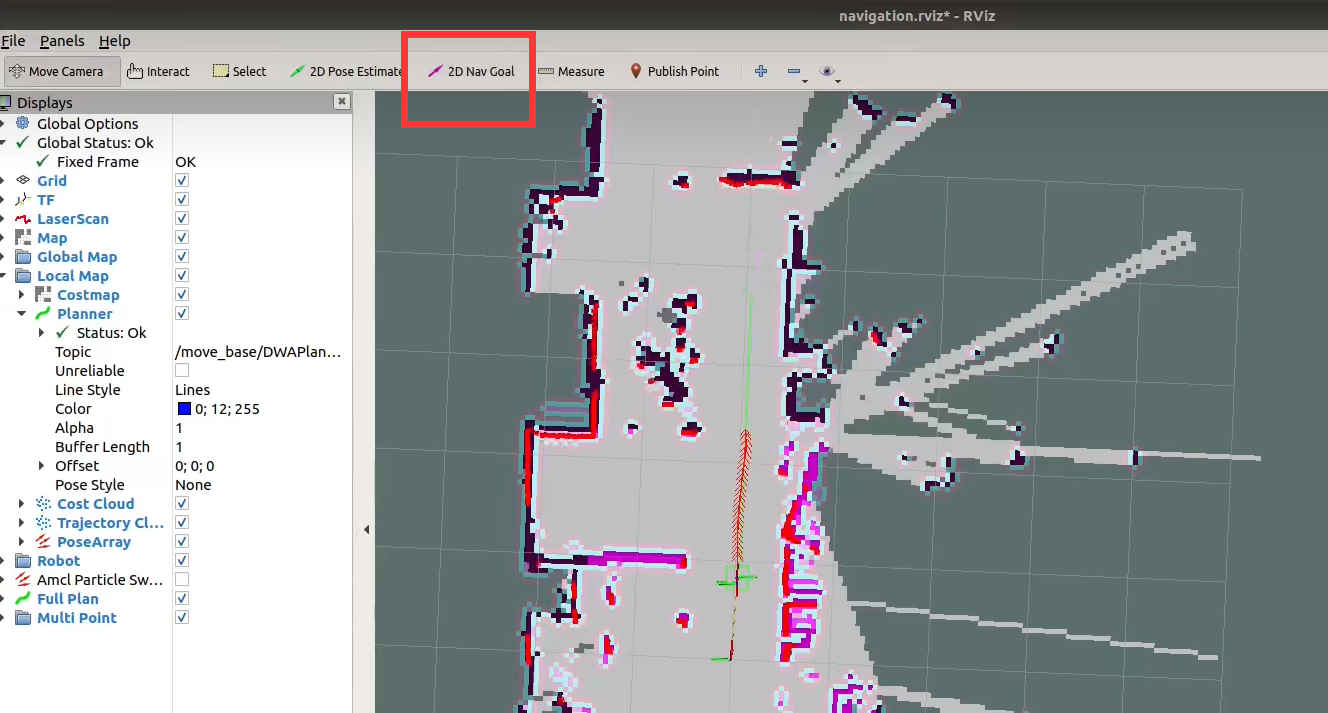 navigation.rviz* - RViz
File Panels Help
Move Camera Interact Select 2D Pose Estimate 2D Nav Goal Measure Publish Point
Displays
Global Options
Global Status: Ok
Fixed Frame OK
Grid
TF
LaserScan
Map
Global Map
Local Map
Costmap
Planner
Status: Ok
Topic /move_base/DWAPlan...
Unreliable
Line Style Lines
Color 0; 12; 255
Alpha 1
Buffer Length 1
Offset 0; 0; 0
Pose Style None
Cost Cloud
Trajectory Cl...
PoseArray
Robot
Amcl Particle Sw...
Full Plan
Multi Point